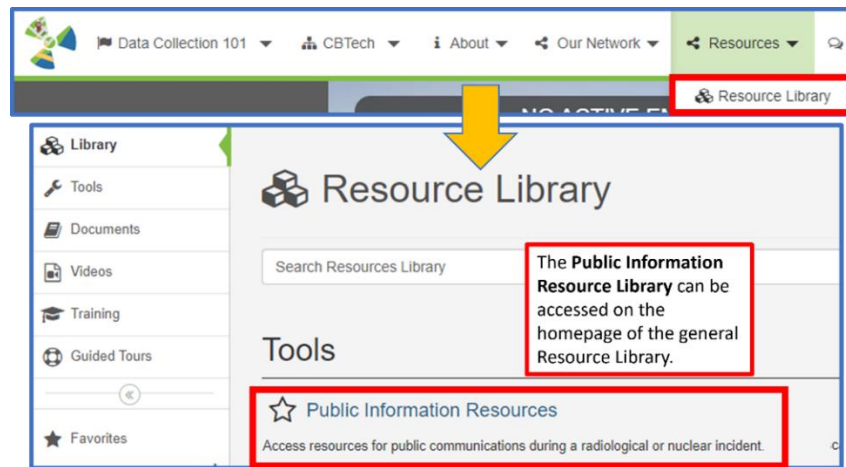 Data Collection 101 CBTech About Our Network Resources
Resource Library
Library
Tools
Documents
Videos
Training
Guided Tours
Favorites
Resource Library
Search Resources Library
The Public Information
Resource Library can be
accessed on the
homepage of the general
Resource Library.
Tools
Public Information Resources
Access resources for public communications during a radiological or nuclear incident.